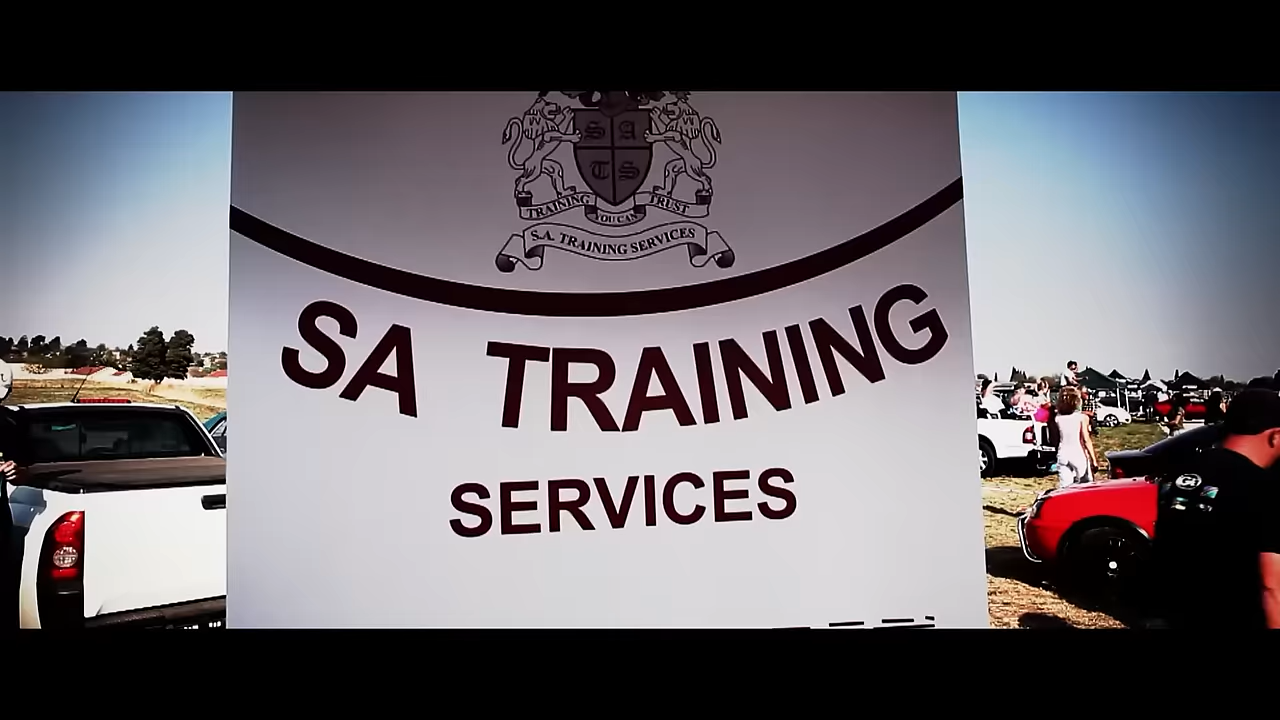 S A
T S
TRAINING YOU CAN TRUST
S.A. TRAINING SERVICES
SA TRAINING
SERVICES